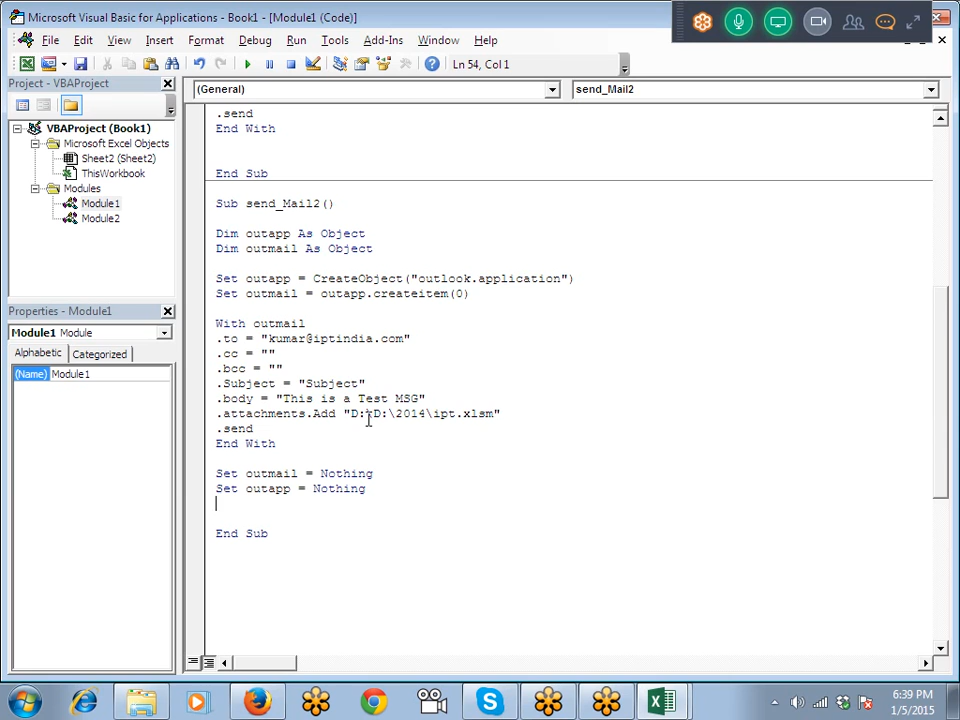 Microsoft Visual Basic for Applications - Book1 - [Module1 (Code)]
File Edit View Insert Format Debug Run Tools Add-Ins Window Help
Ln 54, Col 1
Project - VBAProject
(General) send_Mail2
VBAProject (Book1)
Microsoft Excel Objects
Sheet2 (Sheet2)
ThisWorkbook
Modules
Module1
Module2
Properties - Module1
Module1 Module
Alphabetic Categorized
(Name) Module1
.send
End With
End Sub
Sub send_Mail2()
Dim outapp As Object
Dim outmail As Object
Set outapp = CreateObject("outlook.application")
Set outmail = outapp.createitem(0)
With outmail
.to = "kumar@iptindia.com"
.cc = ""
.bcc = ""
.Subject = "Subject"
.body = "This is a Test MSG"
.attachments.Add "D:\D:\2014\ipt.xlsm"
.send
End With
Set outmail = Nothing
Set outapp = Nothing
End Sub
6:39 PM
1/5/2015